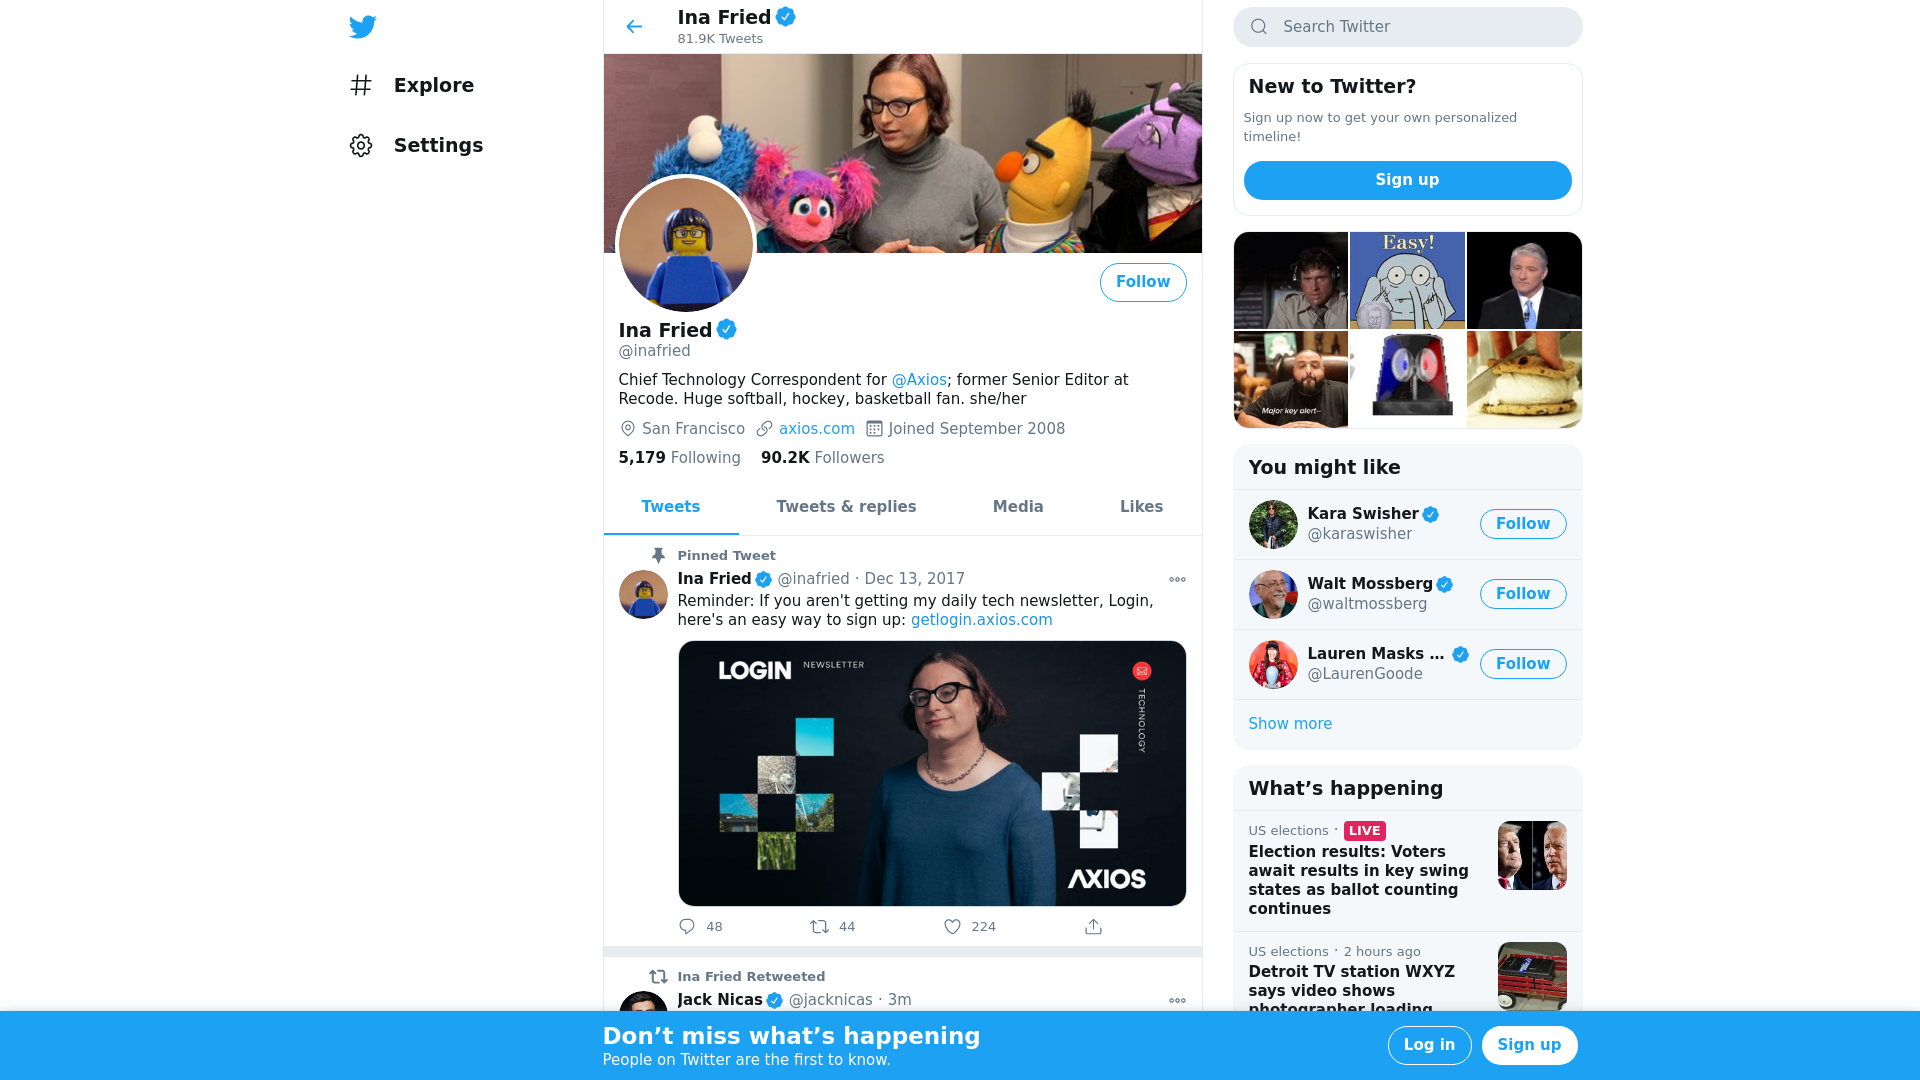 Ina Fried
81.9K Tweets
Explore
Settings
Follow
Ina Fried
@inafried
Chief Technology Correspondent for @Axios; former Senior Editor at
Recode. Huge softball, hockey, basketball fan. she/her
San Francisco axios.com Joined September 2008
5,179 Following 90.2K Followers
Tweets Tweets & replies Media Likes
Pinned Tweet
Ina Fried @inafried · Dec 13, 2017
Reminder: If you aren't getting my daily tech newsletter, Login,
here's an easy way to sign up: getlogin.axios.com
LOGIN NEWSLETTER
TECHNOLOGY
AXIOS
48 44 224
Ina Fried Retweeted
Jack Nicas @jacknicas · 3m
Search Twitter
New to Twitter?
Sign up now to get your own personalized
timeline!
Sign up
Easy!
Major key alert--
You might like
Kara Swisher
@karaswisher
Follow
Walt Mossberg
@waltmossberg
Follow
Lauren Masks ...
@LaurenGoode
Follow
Show more
What’s happening
US elections · LIVE
Election results: Voters
await results in key swing
states as ballot counting
continues
US elections · 2 hours ago
Detroit TV station WXYZ
says video shows
photographer loading
Don’t miss what’s happening
People on Twitter are the first to know.
Log in
Sign up